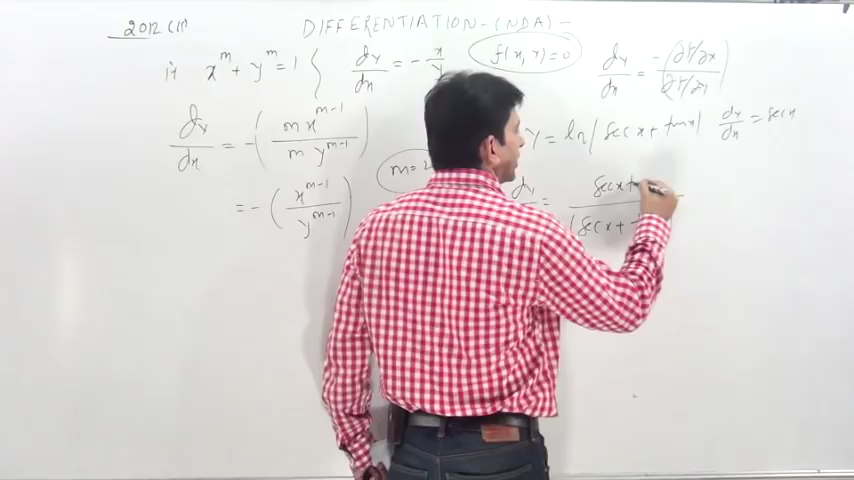 2012 (II) DIFFERENTIATION-(NDA)-
if x^m + y^m = 1 { dy/dx = - x/y f(x, y) = 0 dy/dx = -(∂f/∂x)/(∂f/∂y)
dy/dx = -( m x^{m-1} / m y^{m-1} ) m = 2 y = ln| sec x + tan x| dy/dx = sec x
= -( x^{m-1} / y^{m-1} ) dy/dx = sec x t / (sec x +